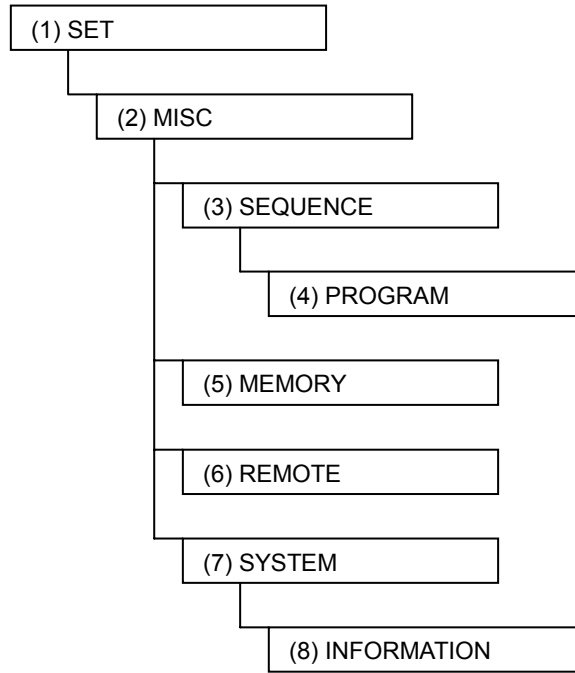 (1) SET
(2) MISC
(3) SEQUENCE
(4) PROGRAM
(5) MEMORY
(6) REMOTE
(7) SYSTEM
(8) INFORMATION